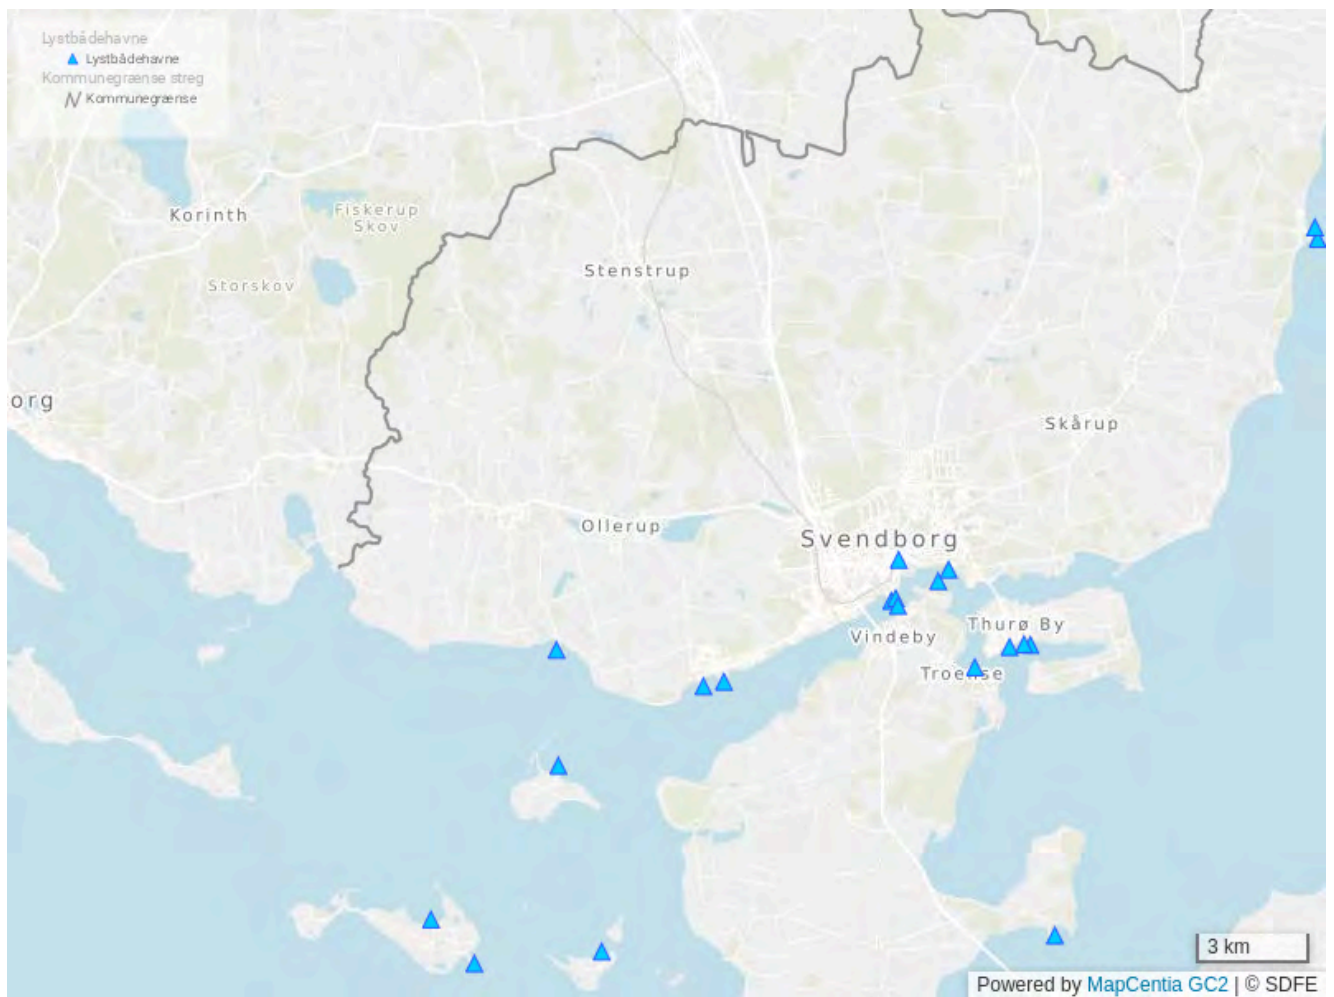 Lystbådehavne
Lystbådehavne
Kommunegrænse streg
Kommunegrænse
Korinth
Fiskerup
Skov
Storskov
Stenstrup
org
Skårup
Ollerup
Svendborg
Thurø By
Vindeby
Troense
3 km
Powered by MapCentia GC2 | © SDFE